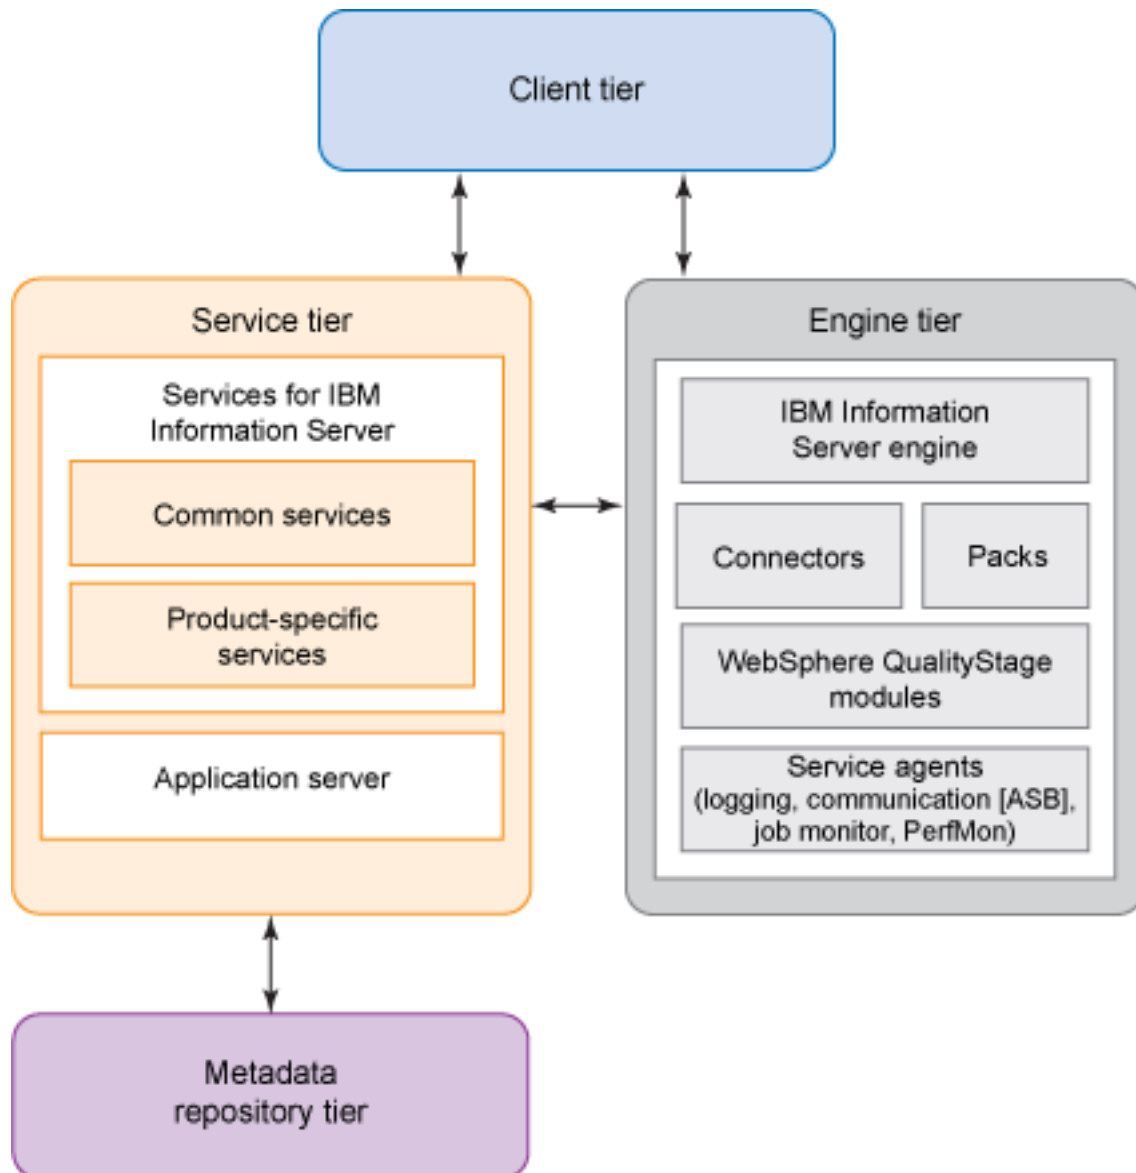 Client tier
Service tier
Services for IBM
Information Server
Common services
Product-specific
services
Application server
Engine tier
IBM Information
Server engine
Connectors
Packs
WebSphere QualityStage
modules
Service agents
(logging, communication [ASB],
job monitor, PerfMon)
Metadata
repository tier